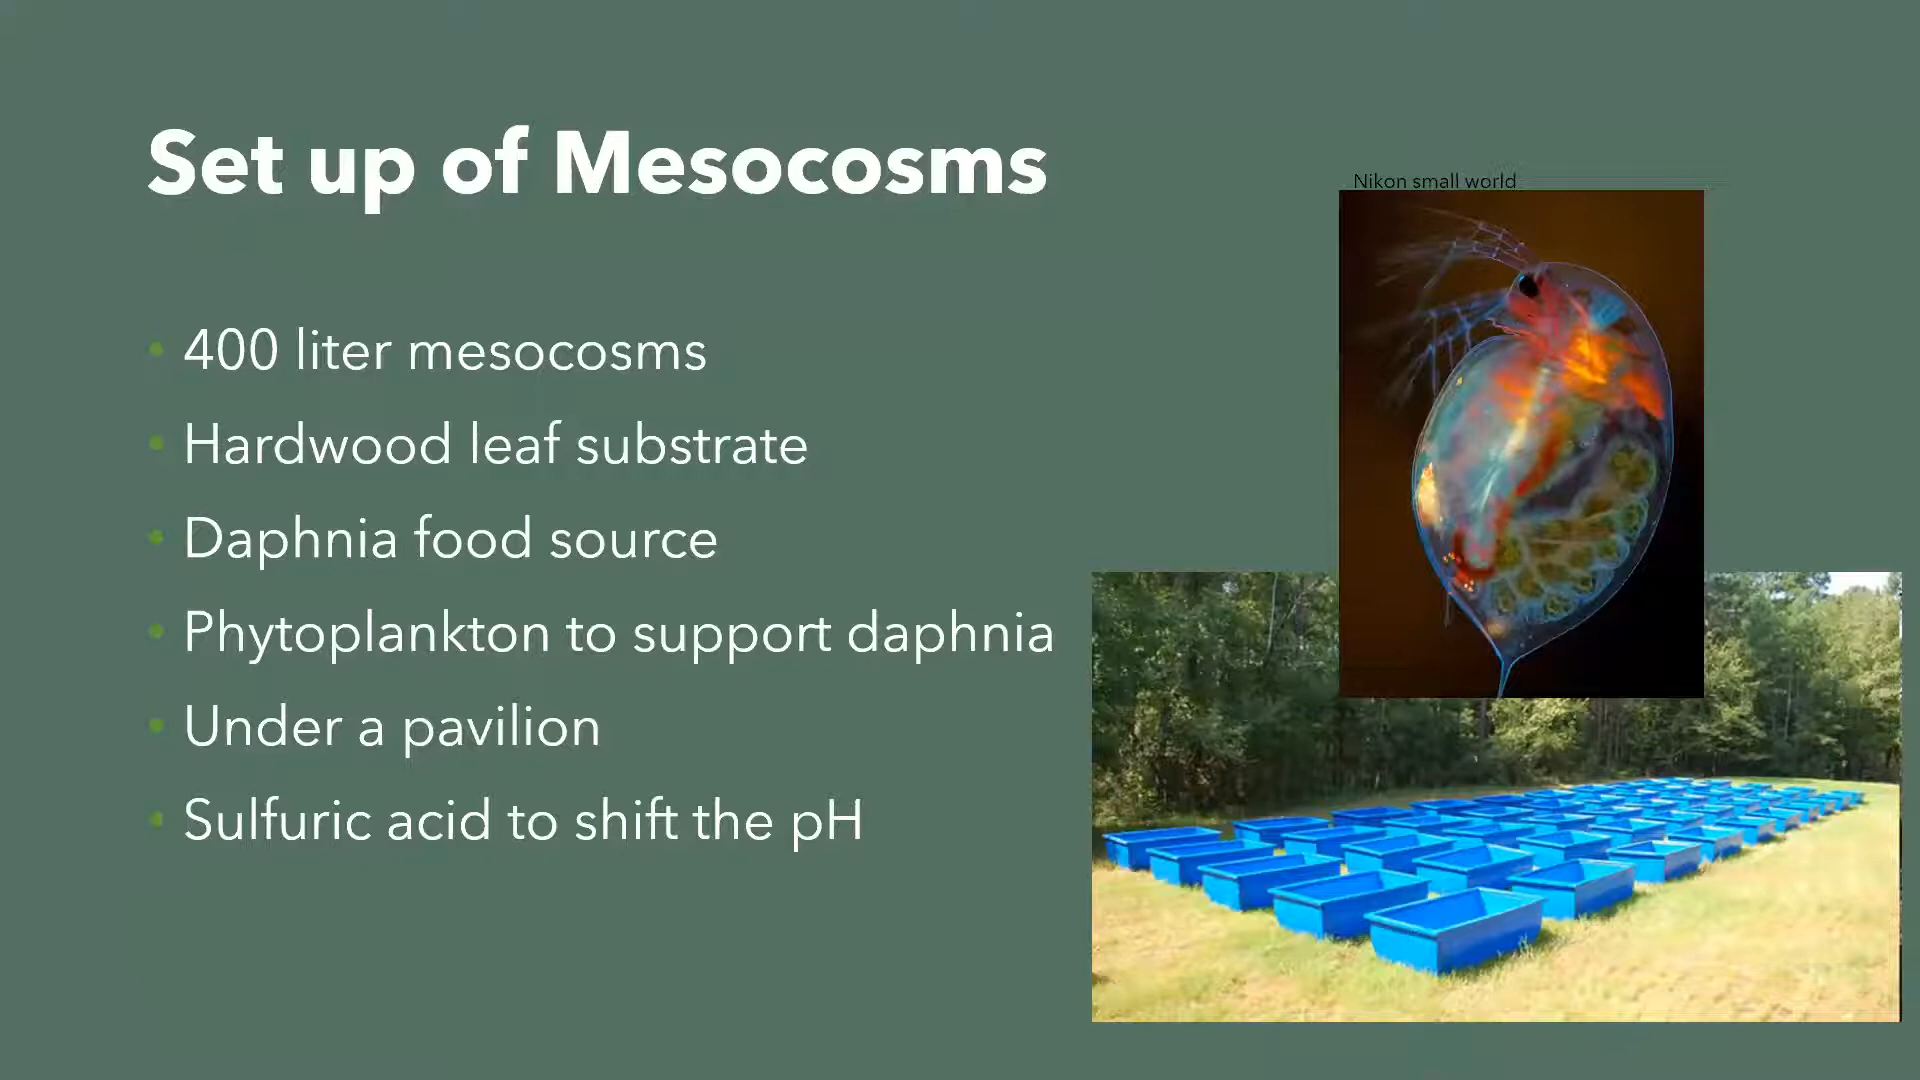 Set up of Mesocosms
Nikon small world
• 400 liter mesocosms
• Hardwood leaf substrate
• Daphnia food source
• Phytoplankton to support daphnia
• Under a pavilion
• Sulfuric acid to shift the pH